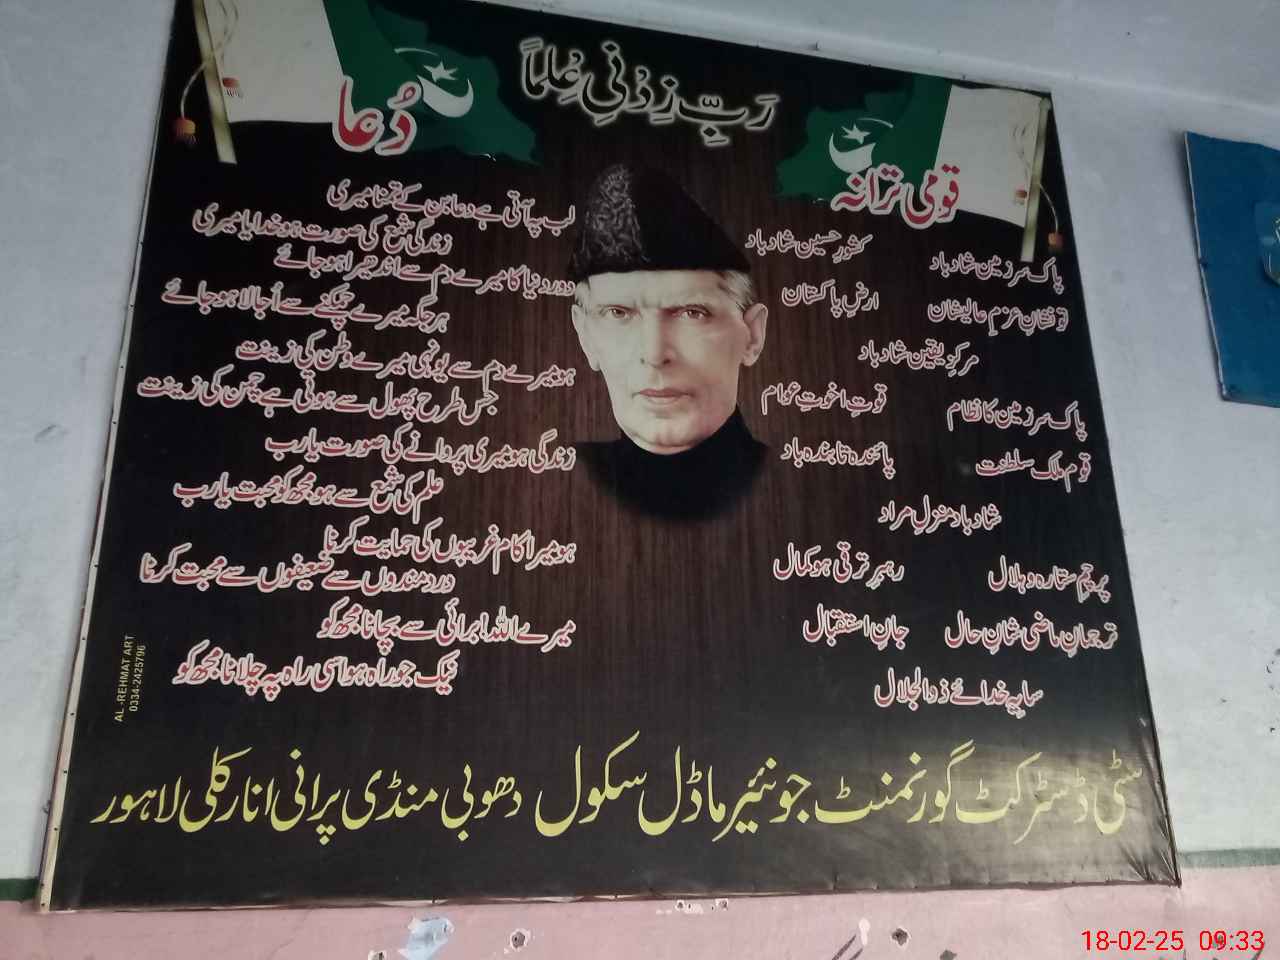 رَبِّ زِدْنِي عِلْمًا
قومی ترانہ
پاک سرزمین شاد باد کشورِ حسین شاد باد
تو نشانِ عزمِ عالیشان ارضِ پاکستان
مرکزِ یقین شاد باد
پاک سرزمین کا نظام قوتِ اخوتِ عوام
قوم ملک سلطنت پائندہ تابندہ باد
شاد باد منزلِ مراد
پرچمِ ستارہ و ہلال رہبرِ ترقی ہو کمال
ترجمانِ ماضی شانِ حال جانِ استقبال
سایہِ خدائے ذوالجلال
دُعا
لب پہ آتی ہے دعا بن کے تمنا میری
زندگی شمع کی صورت ہو خدایا میری
دور دنیا کا میرے دم سے اندھیرا ہو جائے
ہر جگہ میرے چمکنے سے اُجالا ہو جائے
ہو میرے دم سے یونہی میرے وطن کی زینت
جس طرح پھول سے ہوتی ہے چمن کی زینت
زندگی ہو میری پروانے کی صورت یارب
علم کی شمع سے ہو مجھ کو محبت یارب
ہو میرا کام غریبوں کی حمایت کرنا
دردمندوں سے ضعیفوں سے محبت کرنا
میرے اللہ! برائی سے بچانا مجھ کو
نیک جو راہ ہو اسی راہ پہ چلانا مجھ کو
AL-REHMAT ART
0334-2425796
سٹی ڈسٹرکٹ گورنمنٹ جونئیر ماڈل سکول دھوبی منڈی پرانی انارکلی لاہور
18-02-25 09:33